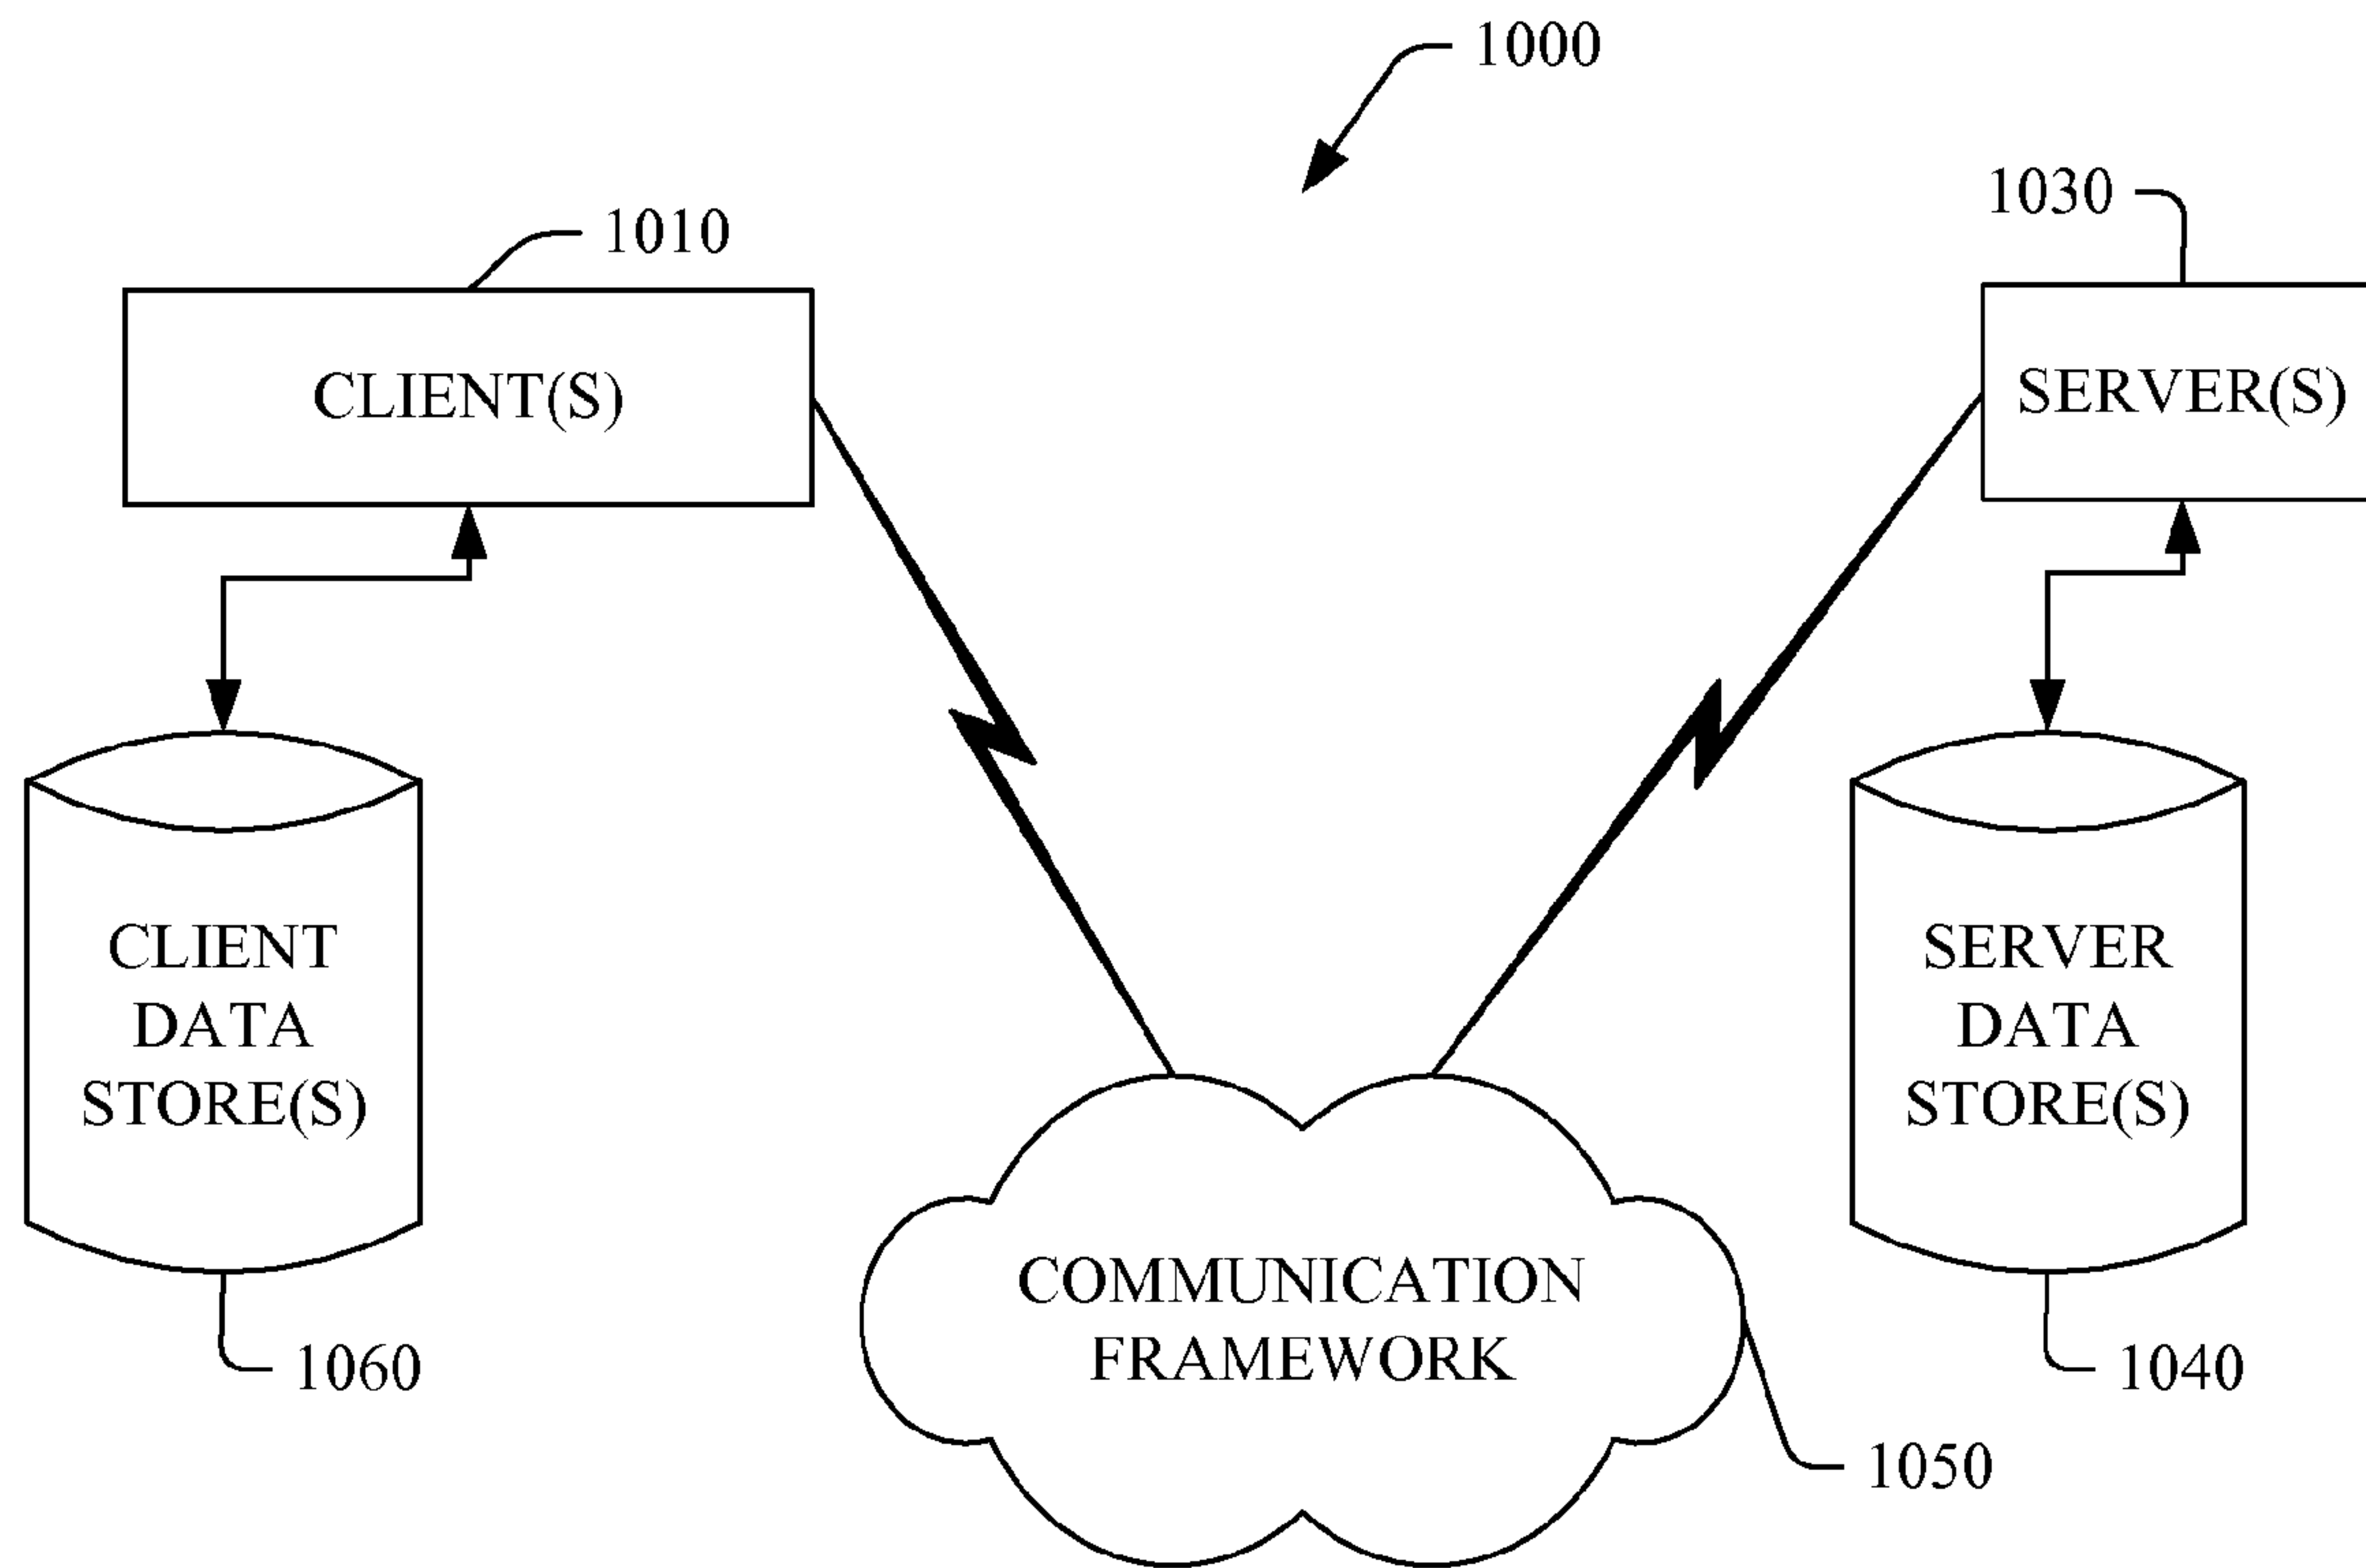 1000
1030
1010
CLIENT(S)
SERVER(S)
CLIENT
DATA
STORE(S)
SERVER
DATA
STORE(S)
COMMUNICATION
FRAMEWORK
1060
1040
1050